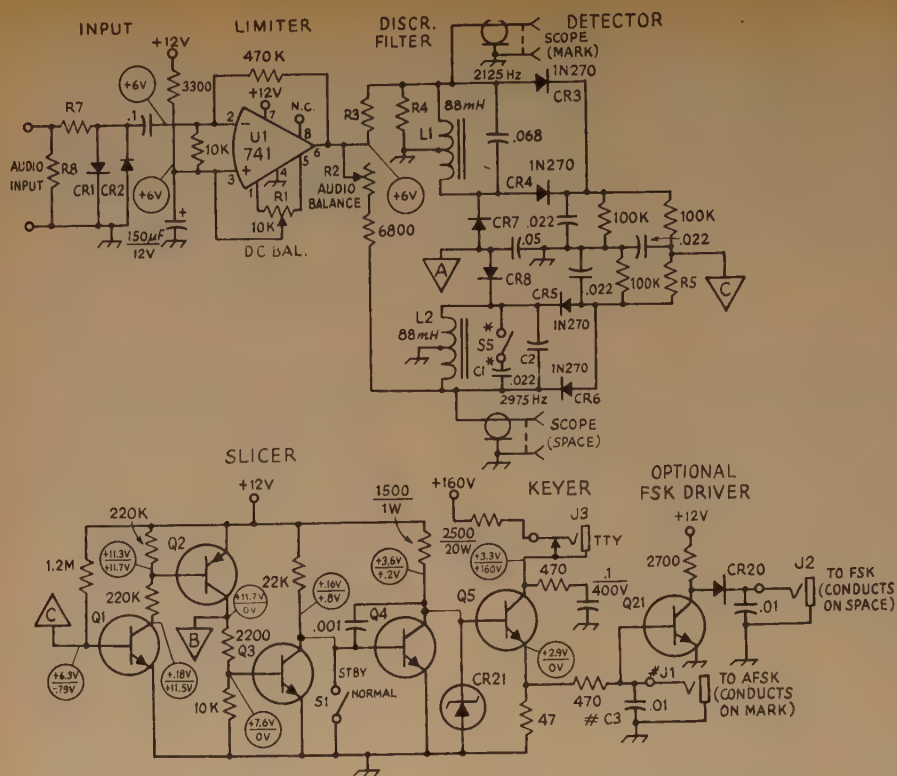 INPUT
LIMITER
DISCR.
FILTER
DETECTOR
SCOPE
(MARK)
+12V
3300
470 K
+12V
N.C.
2125 Hz
1N270
CR3
R7
.1
+6V
2
7
8
U1
741
6
5
4
3
1
R3
R4
88mH
L1
.068
R8
AUDIO
INPUT
CR1
CR2
10K
+6V
R1
10K
DC BAL.
R2
AUDIO
BALANCE
+6V
6800
1N270
CR4
+
150µF
12V
CR7
.022
100K
100K
.022
.05
A
CR8
.022
100K
R5
C
CR5
1N270
L2
88mH
*
S5
*
C1
.022
C2
1N270
2975 Hz
CR6
SCOPE
(SPACE)
SLICER
+12V
+160V
KEYER
OPTIONAL
FSK DRIVER
+12V
220K
1500
1W
J3
TTY
2500
20W
2700
CR20
J2
TO FSK
(CONDUCTS
ON SPACE)
.01
1.2M
+11.3V
+11.7V
Q2
220K
22K
+.16V
+.8V
+3.6V
+.2V
+3.3V
+160V
470
.1
400V
Q21
C
Q1
+11.7V
0V
B
2200
Q3
.001
Q4
Q5
+6.3V
-.79V
+.18V
+11.5V
10K
+7.6V
0V
STBY
S1
NORMAL
CR21
+2.9V
0V
47
470
#J1
# C3
.01
TO AFSK
(CONDUCTS
ON MARK)